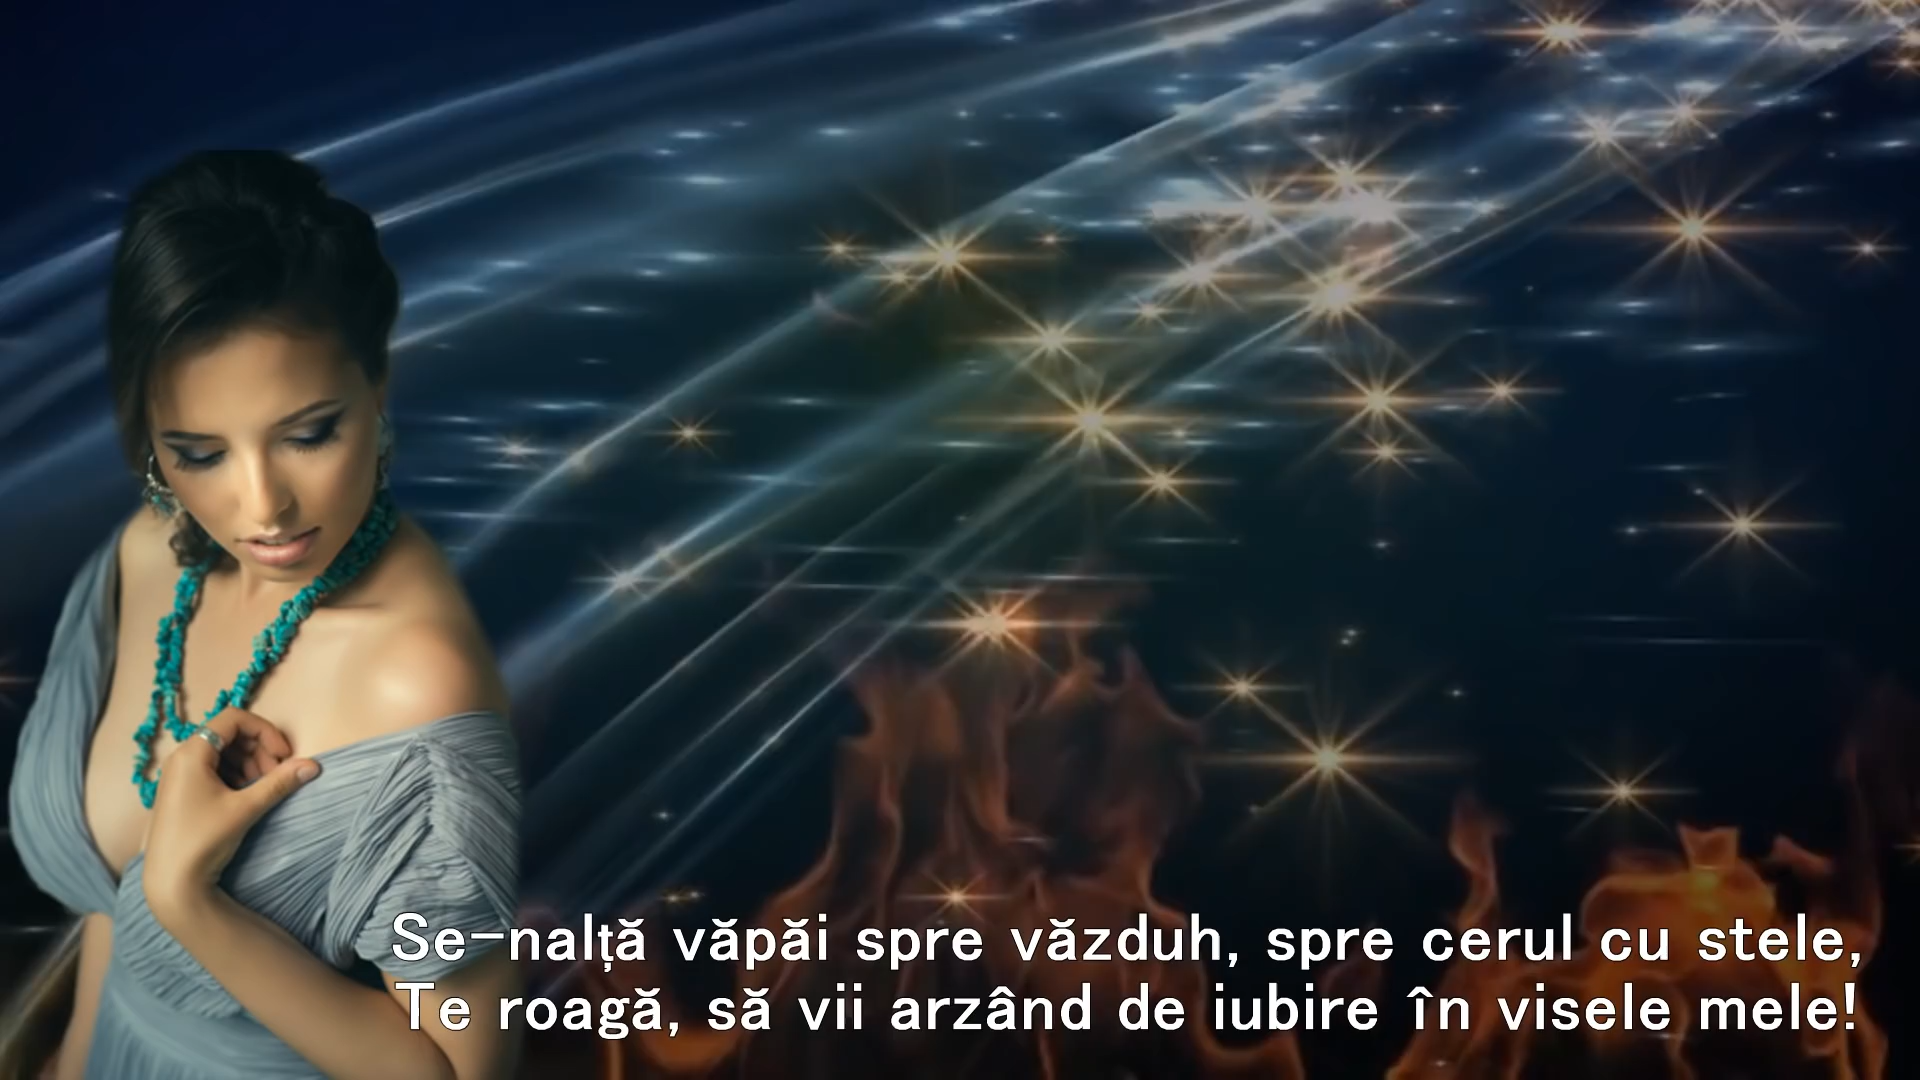 Se-nalță văpăi spre văzduh, spre cerul cu stele,
Te roagă, să vii arzând de iubire în visele mele!